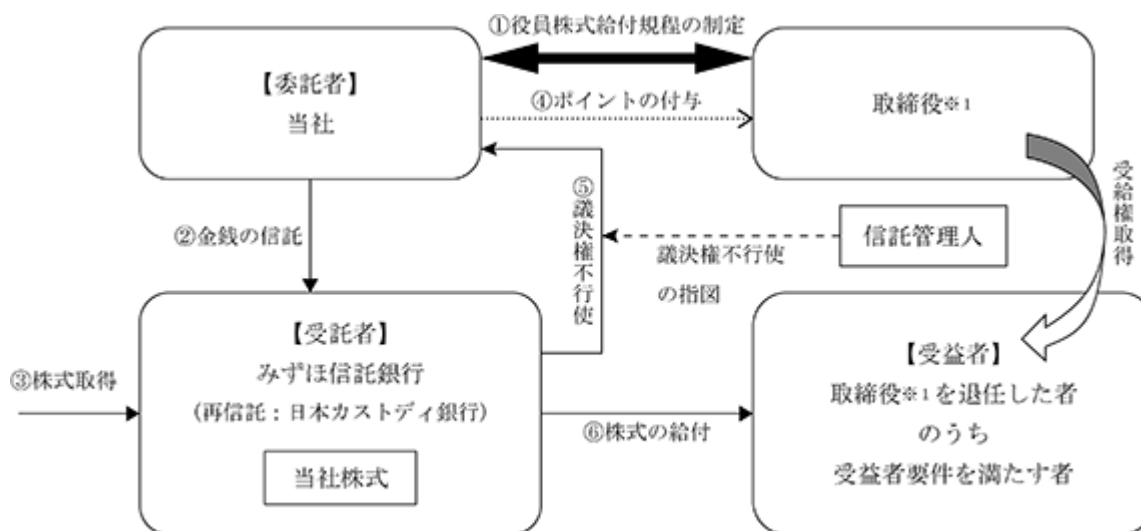 ①役員株式給付規程の制定
【委託者】
当社
④ポイントの付与
取締役※1
②金銭の信託
⑤議決権不行使
議決権不行使
の指図
信託管理人
受給権取得
③株式取得
【受託者】
みずほ信託銀行
(再信託:日本カストディ銀行)
当社株式
⑥株式の給付
【受益者】
取締役※1を退任した者
のうち
受益者要件を満たす者